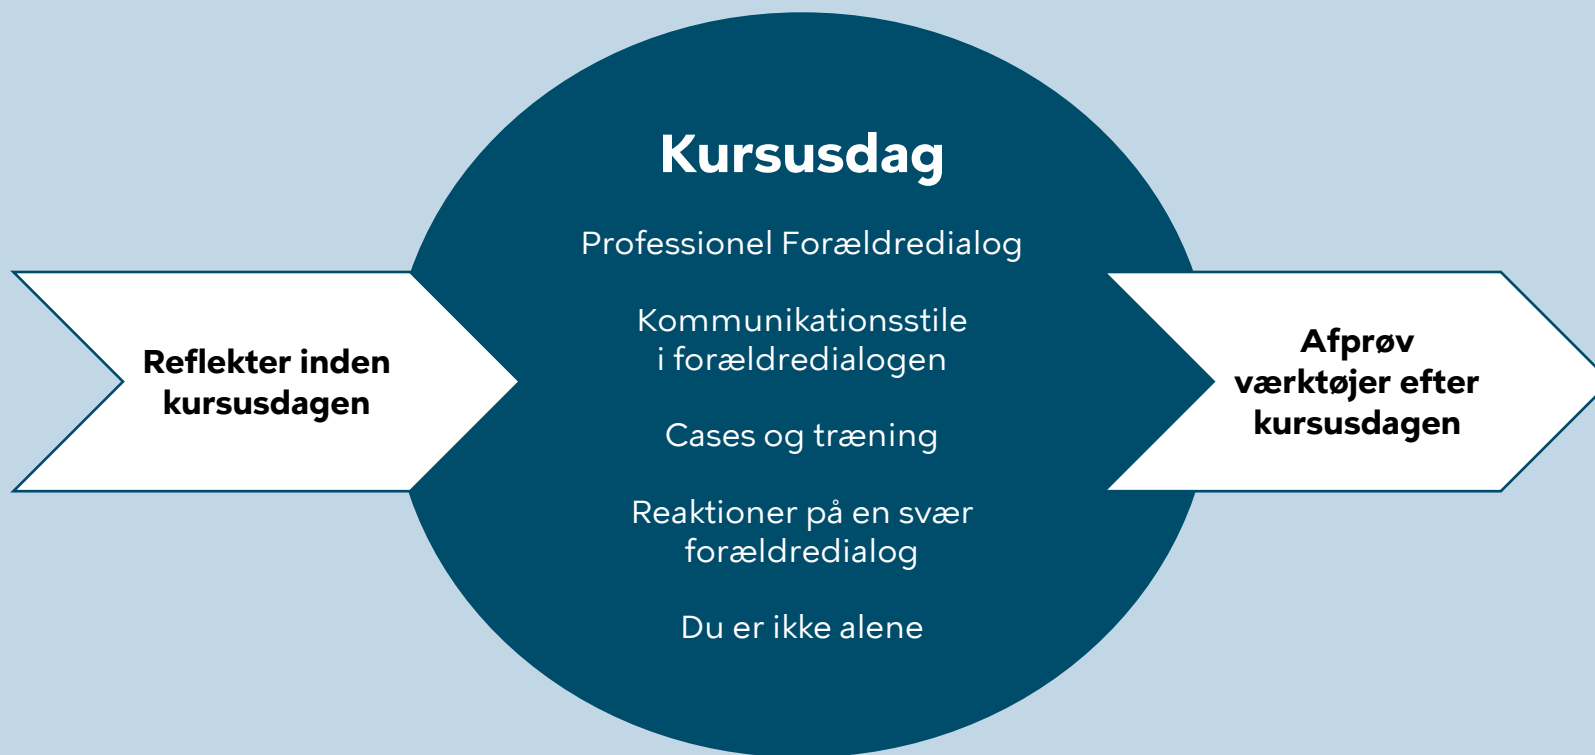 Reflekter inden
kursusdagen
Kursusdag
Professionel Forældredialog
Kommunikationsstile
i forældredialogen
Cases og træning
Reaktioner på en svær
forældredialog
Du er ikke alene
Afprøv
værktøjer efter
kursusdagen